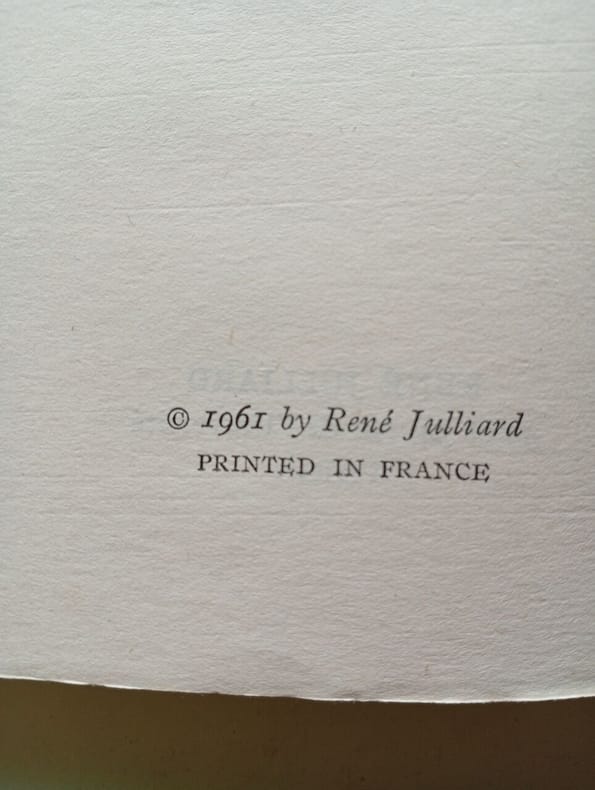 © 1961 by René Julliard
PRINTED IN FRANCE